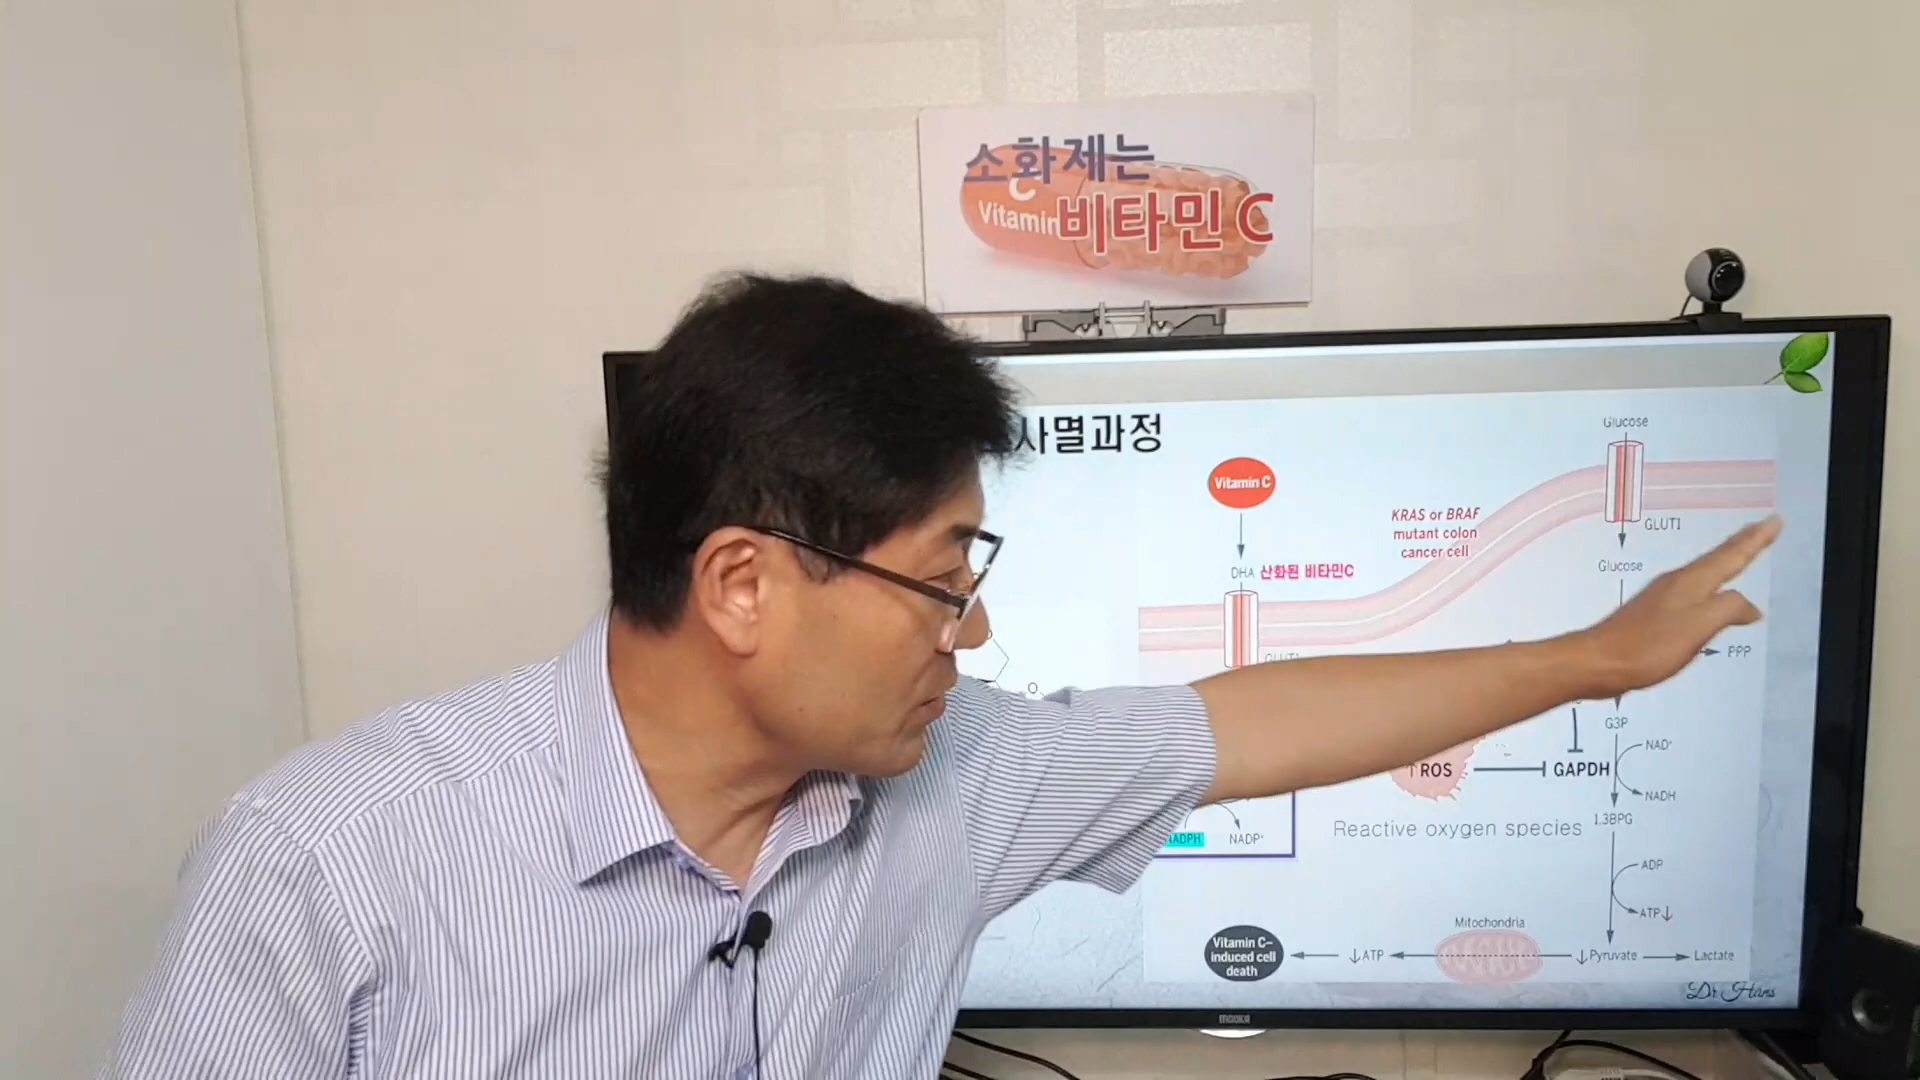 소화제는
C
Vitamin
비타민 C
사멸과정
Glucose
Vitamin C
KRAS or BRAF
mutant colon
cancer cell
GLUT1
Glucose
DHA 산화된 비타민C
PPP
O
G3P
NAD⁺
↑ROS
GAPDH
NADH
1.3BPG
Reactive oxygen species
NADPH
NADP⁺
ADP
ATP↓
Mitochondria
Vitamin C-
induced cell
death
↓ATP
↓Pyruvate
Lactate
Dr Hans